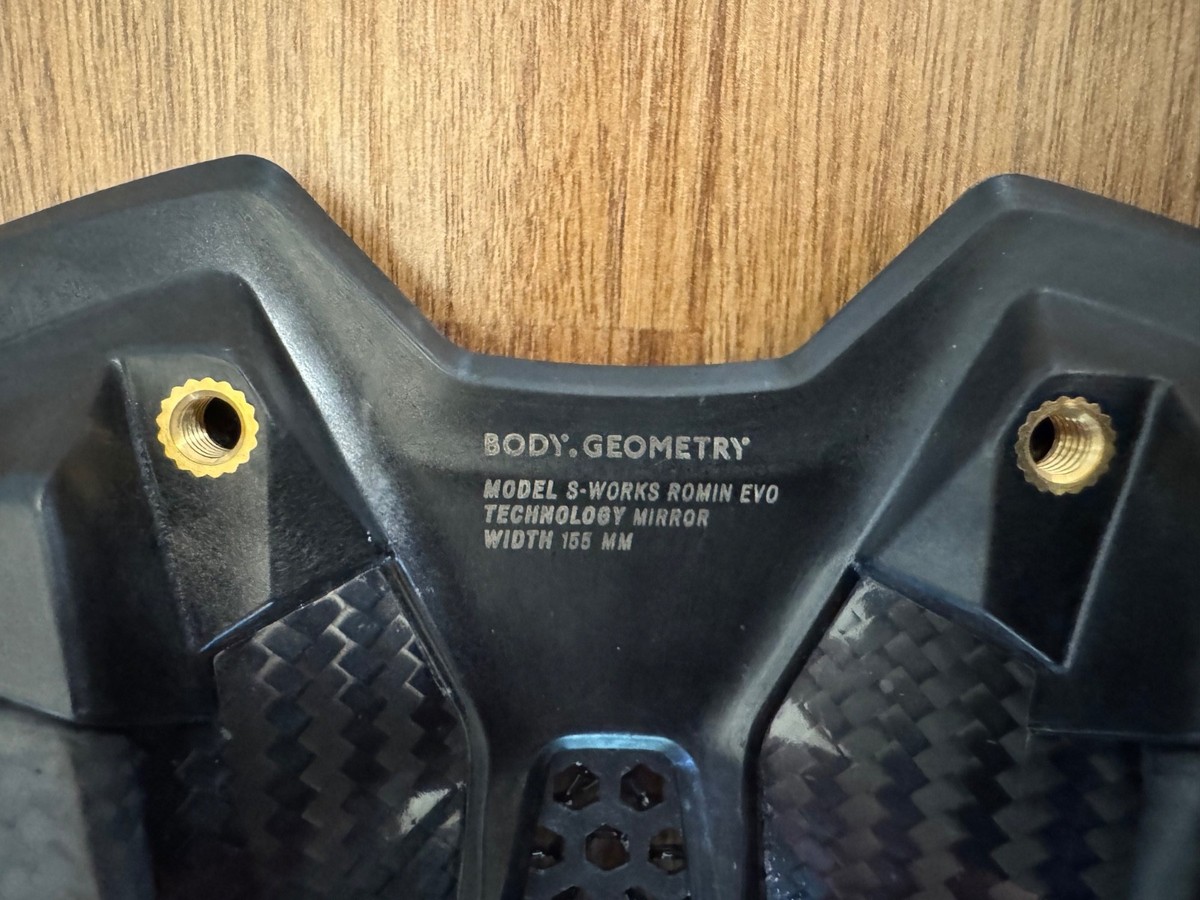 BODY. GEOMETRY
MODEL S-WORKS ROMIN EVO
TECHNOLOGY MIRROR
WIDTH 155 MM